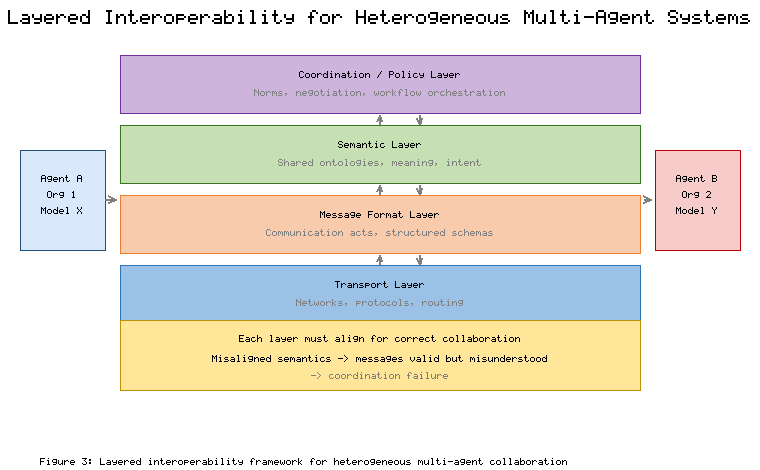 Layered Interoperability for Heterogeneous Multi-Agent Systems
Coordination / Policy Layer
Norms, negotiation, workflow orchestration
Semantic Layer
Shared ontologies, meaning, intent
Agent A
Org 1
Model X
Agent B
Org 2
Model Y
Message Format Layer
Communication acts, structured schemas
Transport Layer
Networks, protocols, routing
Each layer must align for correct collaboration
Misaligned semantics -> messages valid but misunderstood
-> coordination failure
Figure 3: Layered interoperability framework for heterogeneous multi-agent collaboration